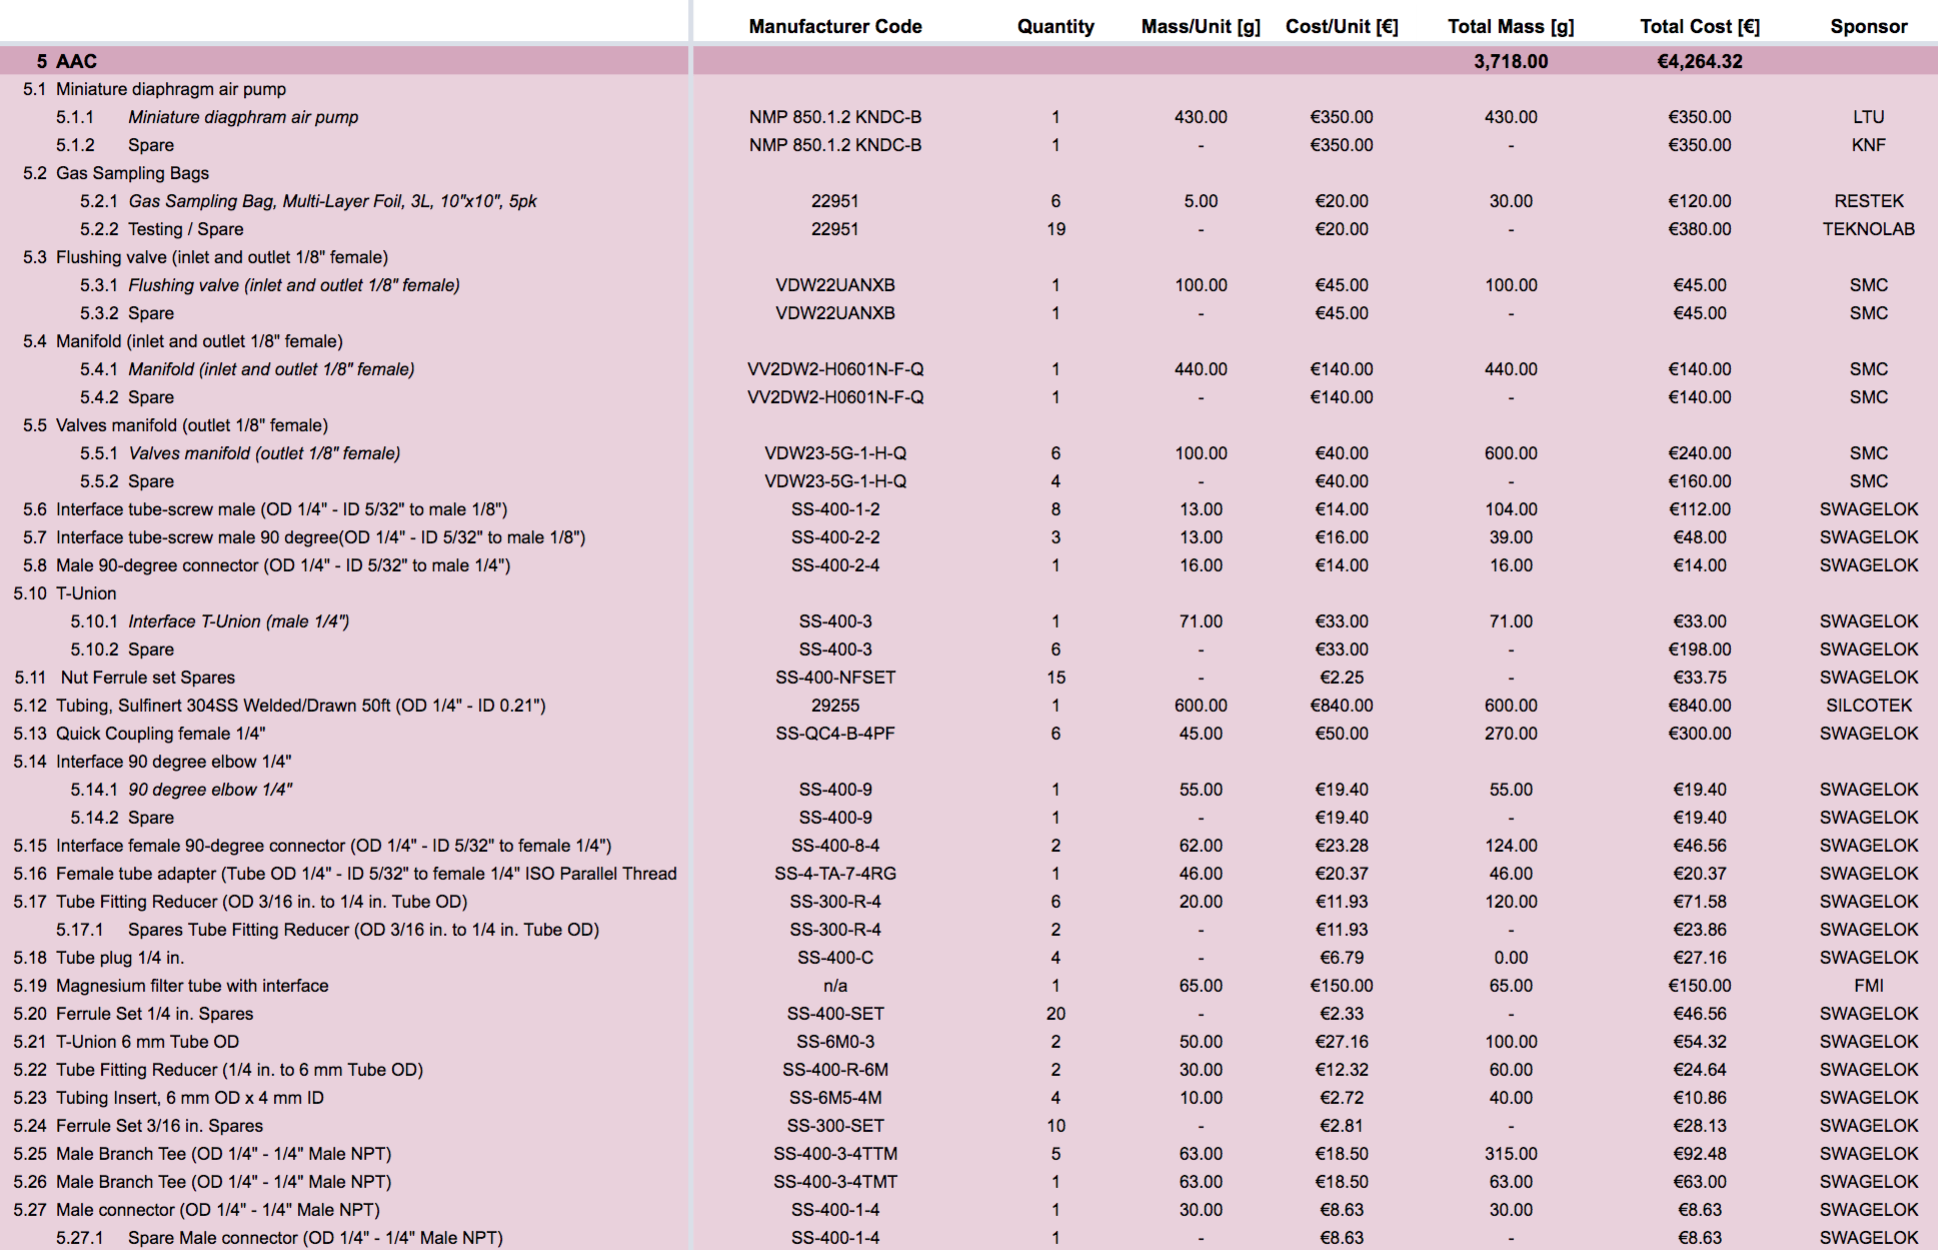 Manufacturer Code Quantity Mass/Unit [g] Cost/Unit [€] Total Mass [g] Total Cost [€] Sponsor
5 AAC 3,718.00 €4,264.32
5.1 Miniature diaphragm air pump
5.1.1 Miniature diagphram air pump NMP 850.1.2 KNDC-B 1 430.00 €350.00 430.00 €350.00 LTU
5.1.2 Spare NMP 850.1.2 KNDC-B 1 - €350.00 - €350.00 KNF
5.2 Gas Sampling Bags
5.2.1 Gas Sampling Bag, Multi-Layer Foil, 3L, 10"x10", 5pk 22951 6 5.00 €20.00 30.00 €120.00 RESTEK
5.2.2 Testing / Spare 22951 19 - €20.00 - €380.00 TEKNOLAB
5.3 Flushing valve (inlet and outlet 1/8" female)
5.3.1 Flushing valve (inlet and outlet 1/8" female) VDW22UANXB 1 100.00 €45.00 100.00 €45.00 SMC
5.3.2 Spare VDW22UANXB 1 - €45.00 - €45.00 SMC
5.4 Manifold (inlet and outlet 1/8" female)
5.4.1 Manifold (inlet and outlet 1/8" female) VV2DW2-H0601N-F-Q 1 440.00 €140.00 440.00 €140.00 SMC
5.4.2 Spare VV2DW2-H0601N-F-Q 1 - €140.00 - €140.00 SMC
5.5 Valves manifold (outlet 1/8" female)
5.5.1 Valves manifold (outlet 1/8" female) VDW23-5G-1-H-Q 6 100.00 €40.00 600.00 €240.00 SMC
5.5.2 Spare VDW23-5G-1-H-Q 4 - €40.00 - €160.00 SMC
5.6 Interface tube-screw male (OD 1/4" - ID 5/32" to male 1/8") SS-400-1-2 8 13.00 €14.00 104.00 €112.00 SWAGELOK
5.7 Interface tube-screw male 90 degree(OD 1/4" - ID 5/32" to male 1/8") SS-400-2-2 3 13.00 €16.00 39.00 €48.00 SWAGELOK
5.8 Male 90-degree connector (OD 1/4" - ID 5/32" to male 1/4") SS-400-2-4 1 16.00 €14.00 16.00 €14.00 SWAGELOK
5.10 T-Union
5.10.1 Interface T-Union (male 1/4") SS-400-3 1 71.00 €33.00 71.00 €33.00 SWAGELOK
5.10.2 Spare SS-400-3 6 - €33.00 - €198.00 SWAGELOK
5.11 Nut Ferrule set Spares SS-400-NFSET 15 - €2.25 - €33.75 SWAGELOK
5.12 Tubing, Sulfinert 304SS Welded/Drawn 50ft (OD 1/4" - ID 0.21") 29255 1 600.00 €840.00 600.00 €840.00 SILCOTEK
5.13 Quick Coupling female 1/4" SS-QC4-B-4PF 6 45.00 €50.00 270.00 €300.00 SWAGELOK
5.14 Interface 90 degree elbow 1/4"
5.14.1 90 degree elbow 1/4" SS-400-9 1 55.00 €19.40 55.00 €19.40 SWAGELOK
5.14.2 Spare SS-400-9 1 - €19.40 - €19.40 SWAGELOK
5.15 Interface female 90-degree connector (OD 1/4" - ID 5/32" to female 1/4") SS-400-8-4 2 62.00 €23.28 124.00 €46.56 SWAGELOK
5.16 Female tube adapter (Tube OD 1/4" - ID 5/32" to female 1/4" ISO Parallel Thread SS-4-TA-7-4RG 1 46.00 €20.37 46.00 €20.37 SWAGELOK
5.17 Tube Fitting Reducer (OD 3/16 in. to 1/4 in. Tube OD) SS-300-R-4 6 20.00 €11.93 120.00 €71.58 SWAGELOK
5.17.1 Spares Tube Fitting Reducer (OD 3/16 in. to 1/4 in. Tube OD) SS-300-R-4 2 - €11.93 - €23.86 SWAGELOK
5.18 Tube plug 1/4 in. SS-400-C 4 - €6.79 0.00 €27.16 SWAGELOK
5.19 Magnesium filter tube with interface n/a 1 65.00 €150.00 65.00 €150.00 FMI
5.20 Ferrule Set 1/4 in. Spares SS-400-SET 20 - €2.33 - €46.56 SWAGELOK
5.21 T-Union 6 mm Tube OD SS-6M0-3 2 50.00 €27.16 100.00 €54.32 SWAGELOK
5.22 Tube Fitting Reducer (1/4 in. to 6 mm Tube OD) SS-400-R-6M 2 30.00 €12.32 60.00 €24.64 SWAGELOK
5.23 Tubing Insert, 6 mm OD x 4 mm ID SS-6M5-4M 4 10.00 €2.72 40.00 €10.86 SWAGELOK
5.24 Ferrule Set 3/16 in. Spares SS-300-SET 10 - €2.81 - €28.13 SWAGELOK
5.25 Male Branch Tee (OD 1/4" - 1/4" Male NPT) SS-400-3-4TTM 5 63.00 €18.50 315.00 €92.48 SWAGELOK
5.26 Male Branch Tee (OD 1/4" - 1/4" Male NPT) SS-400-3-4TMT 1 63.00 €18.50 63.00 €63.00 SWAGELOK
5.27 Male connector (OD 1/4" - 1/4" Male NPT) SS-400-1-4 1 30.00 €8.63 30.00 €8.63 SWAGELOK
5.27.1 Spare Male connector (OD 1/4" - 1/4" Male NPT) SS-400-1-4 1 - €8.63 - €8.63 SWAGELOK